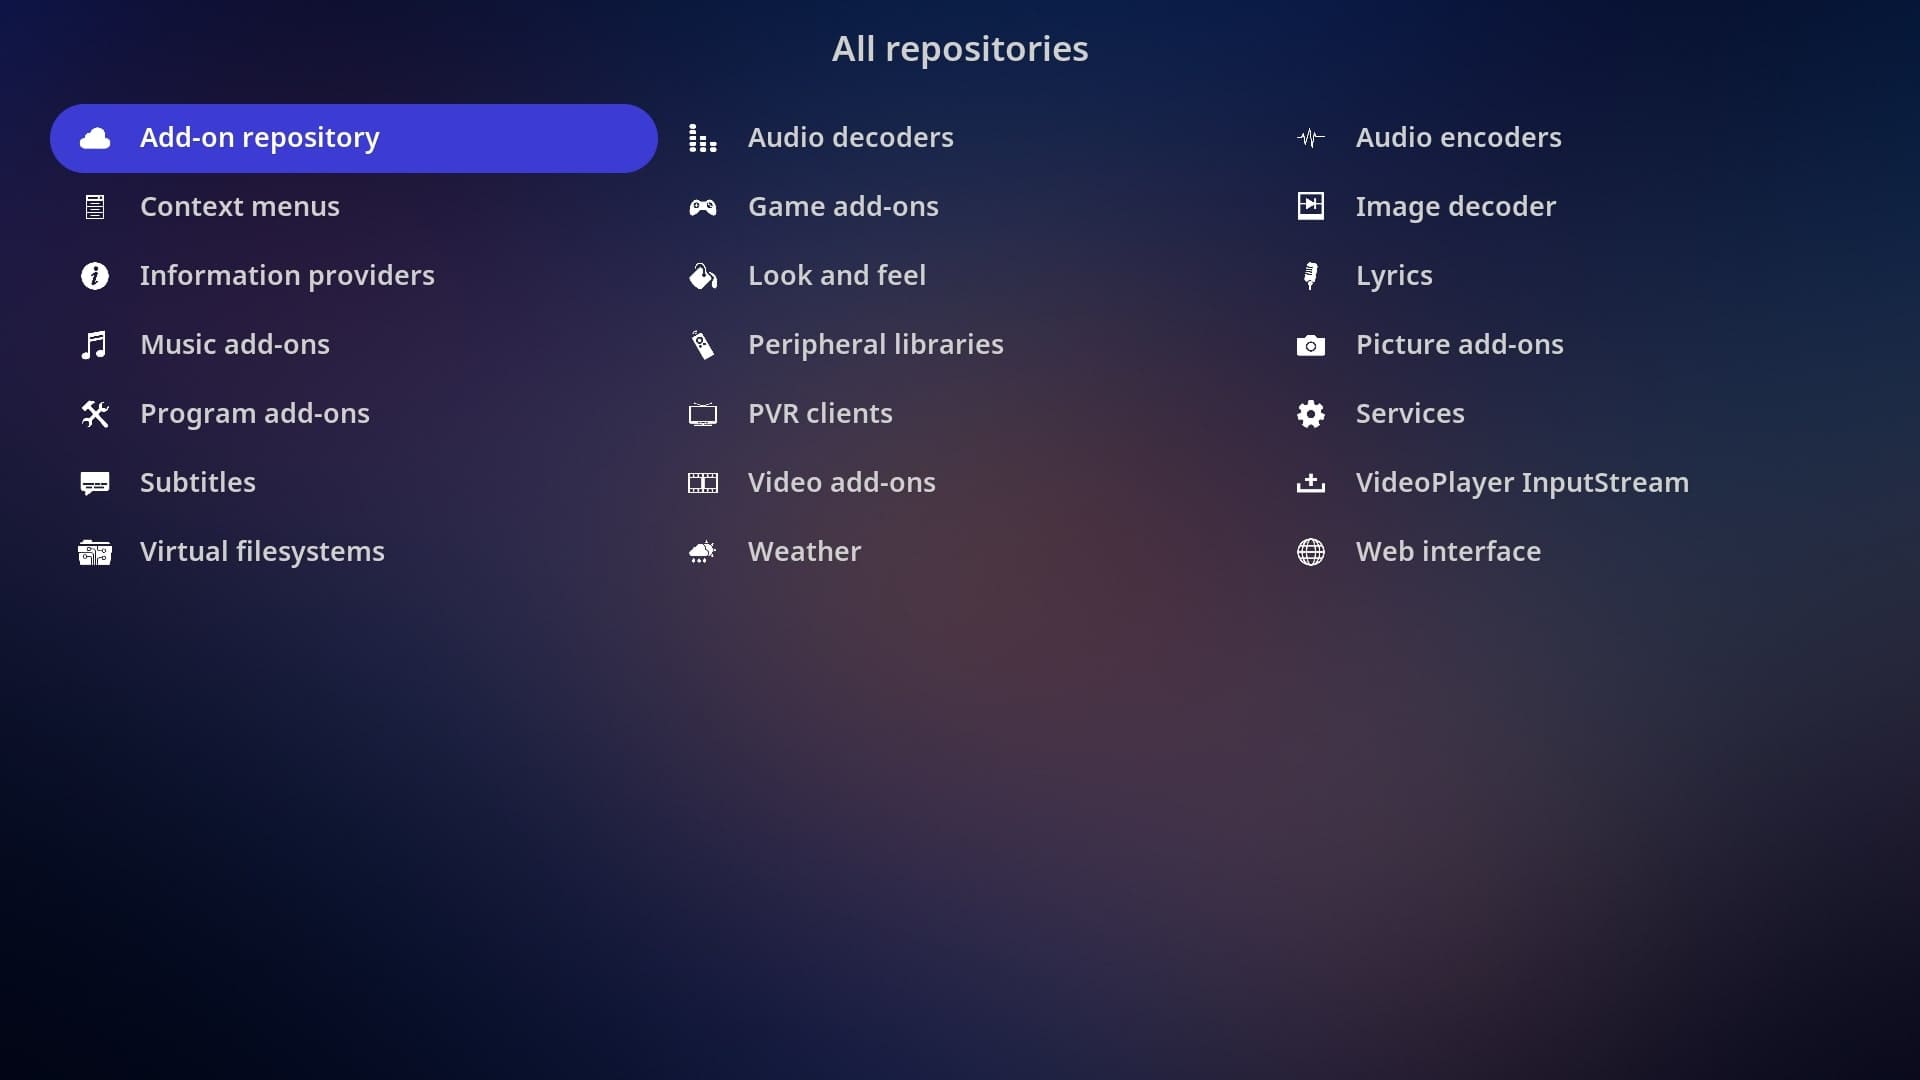 All repositories
Add-on repository
Audio decoders
Audio encoders
Context menus
Game add-ons
Image decoder
Information providers
Look and feel
Lyrics
Music add-ons
Peripheral libraries
Picture add-ons
Program add-ons
PVR clients
Services
Subtitles
Video add-ons
VideoPlayer InputStream
Virtual filesystems
Weather
Web interface